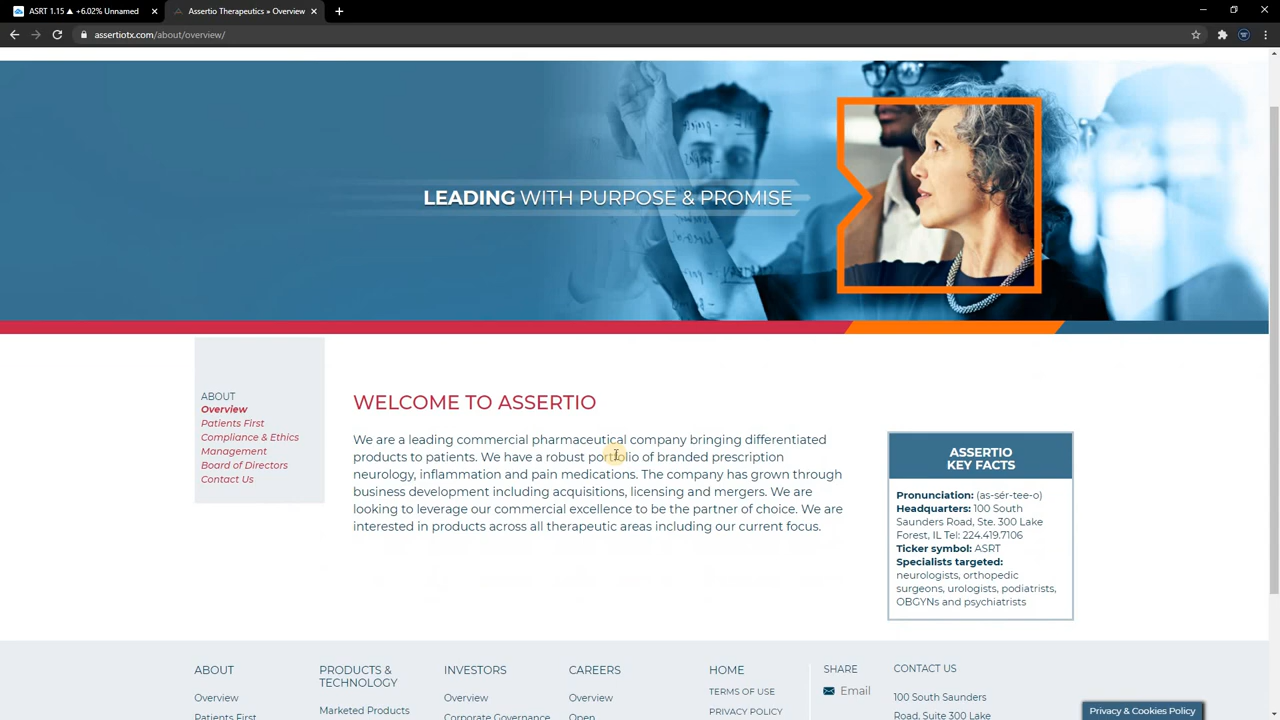 ASRT 1.15 ▲ +6.02% Unnamed
Assertio Therapeutics » Overview
assertiotx.com/about/overview/
LEADING WITH PURPOSE & PROMISE
ABOUT
Overview
Patients First
Compliance & Ethics
Management
Board of Directors
Contact Us
WELCOME TO ASSERTIO
We are a leading commercial pharmaceutical company bringing differentiated
products to patients. We have a robust portfolio of branded prescription
neurology, inflammation and pain medications. The company has grown through
business development including acquisitions, licensing and mergers. We are
looking to leverage our commercial excellence to be the partner of choice. We are
interested in products across all therapeutic areas including our current focus.
ASSERTIO
KEY FACTS
Pronunciation: (as-sér-tee-o)
Headquarters: 100 South
Saunders Road, Ste. 300 Lake
Forest, IL Tel: 224.419.7106
Ticker symbol: ASRT
Specialists targeted:
neurologists, orthopedic
surgeons, urologists, podiatrists,
OBGYNs and psychiatrists
ABOUT
Overview
Patients First
PRODUCTS &
TECHNOLOGY
Marketed Products
INVESTORS
Overview
Corporate Governance
CAREERS
Overview
Open
HOME
TERMS OF USE
PRIVACY POLICY
SHARE
Email
CONTACT US
100 South Saunders
Road, Suite 300 Lake
Privacy & Cookies Policy